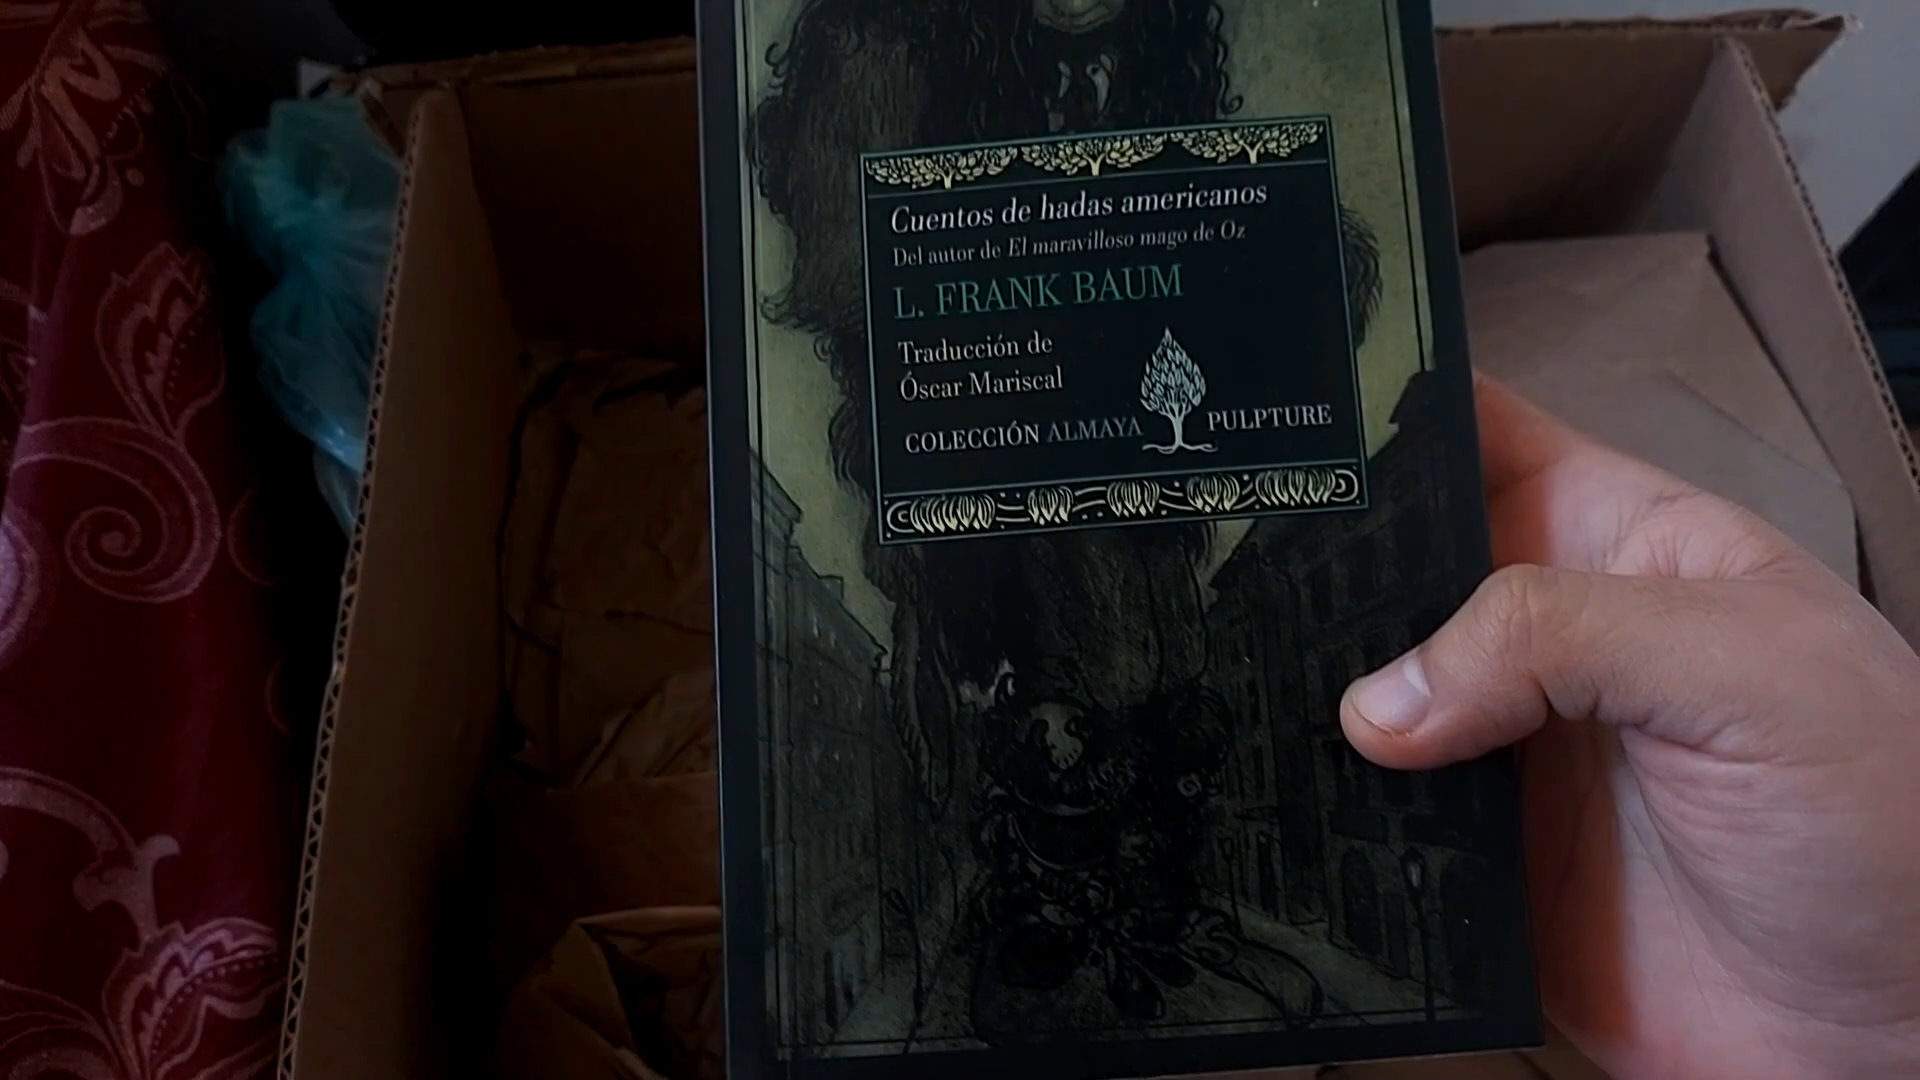 Cuentos de hadas americanos
Del autor de El maravilloso mago de Oz
L. FRANK BAUM
Traducción de
Óscar Mariscal
COLECCIÓN ALMAYA PULPTURE